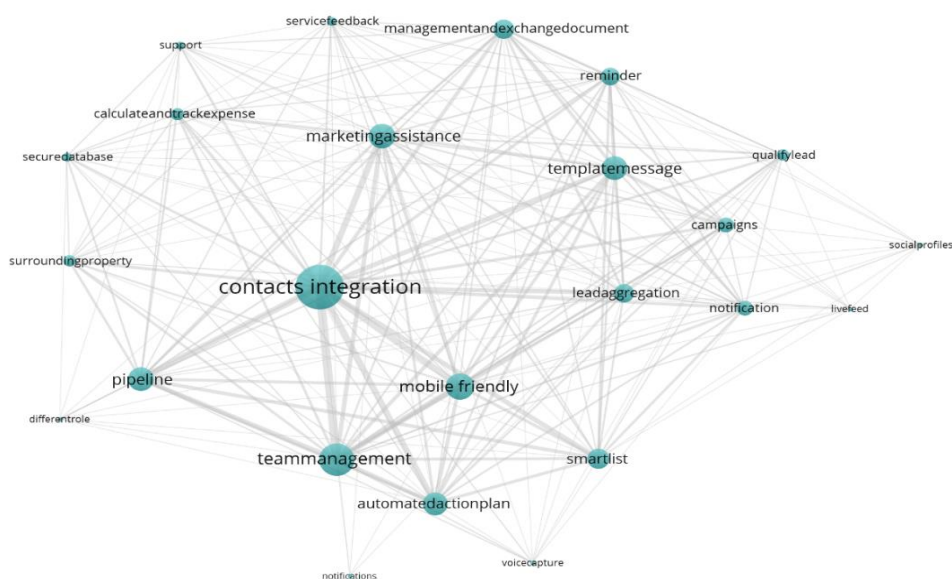 servicefeedback
managementandexchangedocument
support
reminder
calculateandtrackexpense
marketingassistance
securedatabase
qualifylead
templatemessage
campaigns
socialprofiles
surroundingproperty
contacts integration
leadaggregation
notification
livefeed
pipeline
mobile friendly
differentrole
teammanagement
smartlist
automatedactionplan
voicecapture
notifications